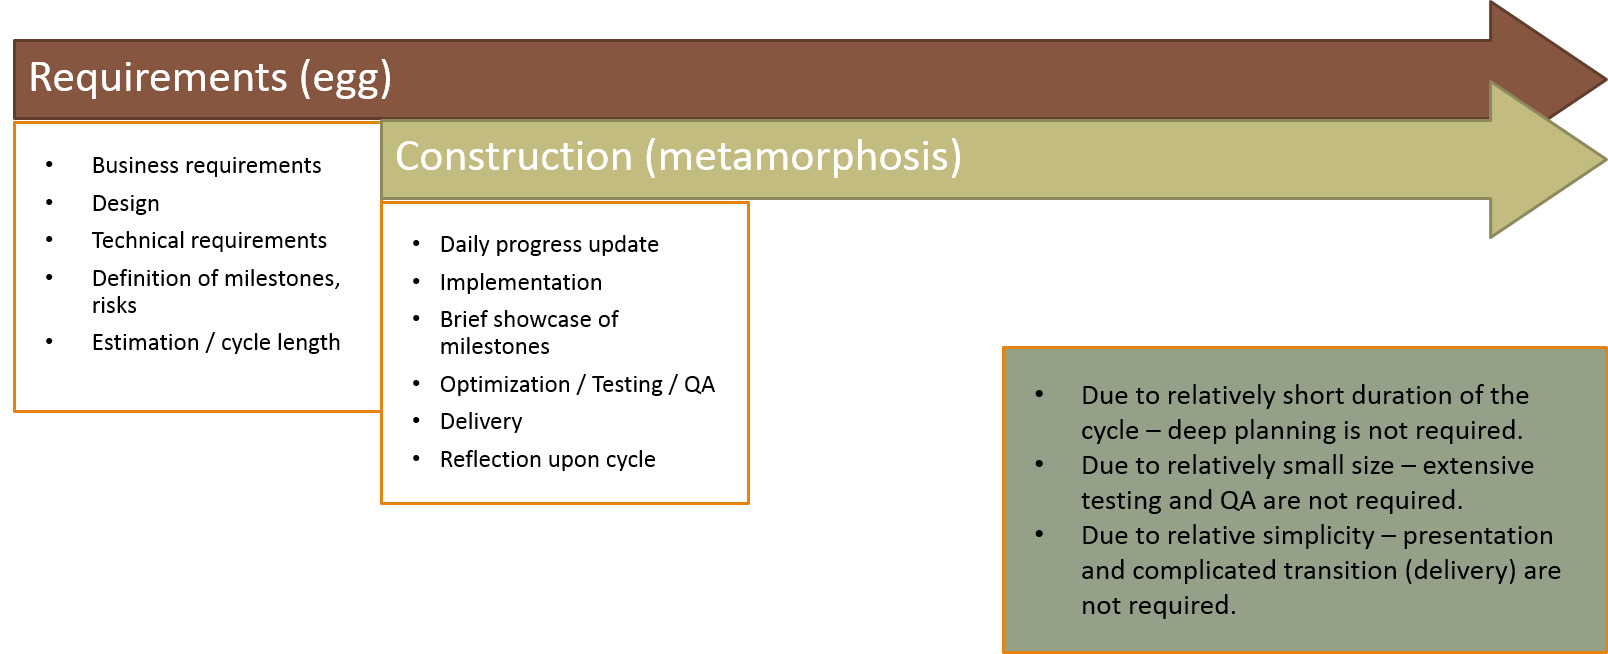 Requirements (egg)
• Business requirements
• Design
• Technical requirements
• Definition of milestones,
risks
• Estimation / cycle length
Construction (metamorphosis)
• Daily progress update
• Implementation
• Brief showcase of
milestones
• Optimization / Testing / QA
• Delivery
• Reflection upon cycle
• Due to relatively short duration of the
cycle – deep planning is not required.
• Due to relatively small size – extensive
testing and QA are not required.
• Due to relative simplicity – presentation
and complicated transition (delivery) are
not required.